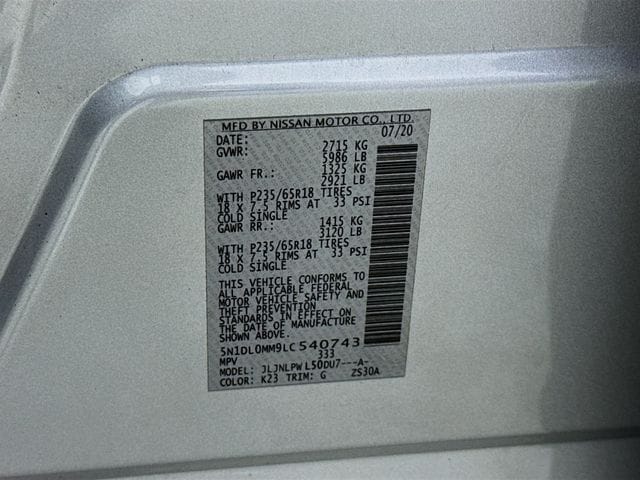 MFD BY NISSAN MOTOR CO., LTD.
DATE: 07/20
GVWR: 2715 KG
5986 LB
GAWR FR.: 1325 KG
2921 LB
WITH P235/65R18 TIRES
18 X 7.5 RIMS AT 33 PSI
COLD SINGLE
GAWR RR.: 1415 KG
3120 LB
WITH P235/65R18 TIRES
18 X 7.5 RIMS AT 33 PSI
COLD SINGLE
THIS VEHICLE CONFORMS TO
ALL APPLICABLE FEDERAL
MOTOR VEHICLE SAFETY AND
THEFT PREVENTION
STANDARDS IN EFFECT ON
THE DATE OF MANUFACTURE
SHOWN ABOVE.
5N1DL0MM9LC540743
MPV 333
MODEL: JLJNLPWL50DU7---A-
COLOR: K23 TRIM: G ZS30A